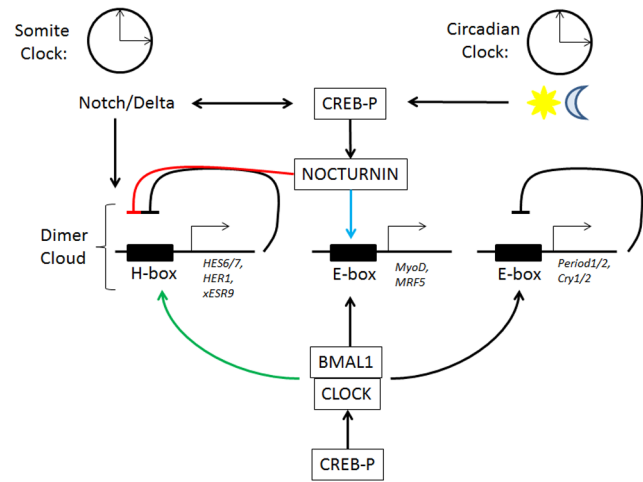 Somite
Clock:
Circadian
Clock:
Notch/Delta
CREB-P
NOCTURNIN
Dimer
Cloud
H-box
HES6/7,
HER1,
xESR9
E-box
MyoD,
MRF5
E-box
Period1/2,
Cry1/2
BMAL1
CLOCK
CREB-P